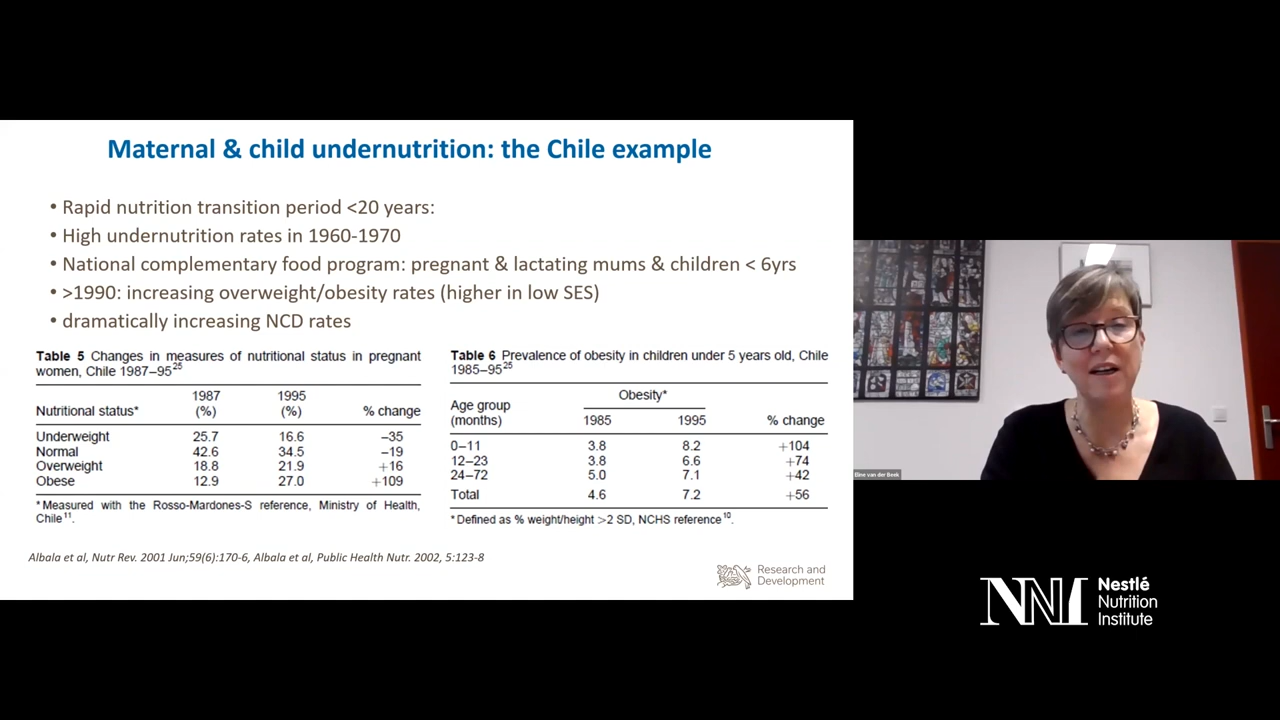 Maternal & child undernutrition: the Chile example
• Rapid nutrition transition period <20 years:
• High undernutrition rates in 1960-1970
• National complementary food program: pregnant & lactating mums & children < 6yrs
• >1990: increasing overweight/obesity rates (higher in low SES)
• dramatically increasing NCD rates
Table 5 Changes in measures of nutritional status in pregnant
women, Chile 1987–95²⁵
1987 1995
Nutritional status* (%) (%) % change
Underweight 25.7 16.6 –35
Normal 42.6 34.5 –19
Overweight 18.8 21.9 +16
Obese 12.9 27.0 +109
*Measured with the Rosso-Mardones-S reference, Ministry of Health,
Chile¹¹.
Table 6 Prevalence of obesity in children under 5 years old, Chile
1985–95²⁵
Obesity*
Age group
(months) 1985 1995 % change
0–11 3.8 8.2 +104
12–23 3.8 6.6 +74
24–72 5.0 7.1 +42
Total 4.6 7.2 +56
*Defined as % weight/height >2 SD, NCHS reference¹⁰.
Albala et al, Nutr Rev. 2001 Jun;59(6):170-6, Albala et al, Public Health Nutr. 2002, 5:123-8
Research and
Development
Eline van der Beek
NNI
Nestlé
Nutrition
Institute